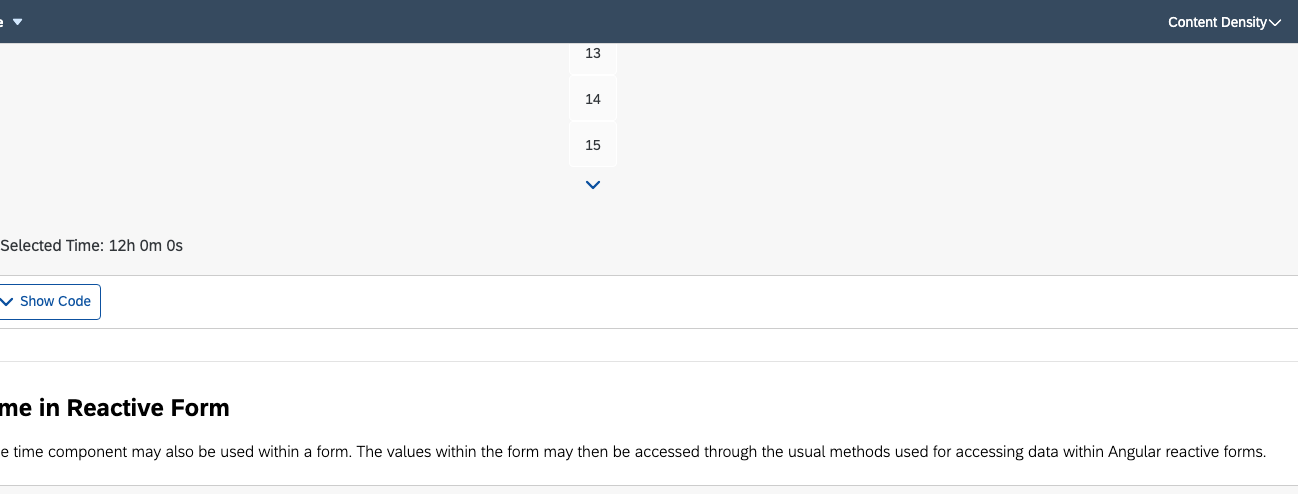 e
Content Density
13
14
15
Selected Time: 12h 0m 0s
Show Code
me in Reactive Form
e time component may also be used within a form. The values within the form may then be accessed through the usual methods used for accessing data within Angular reactive forms.